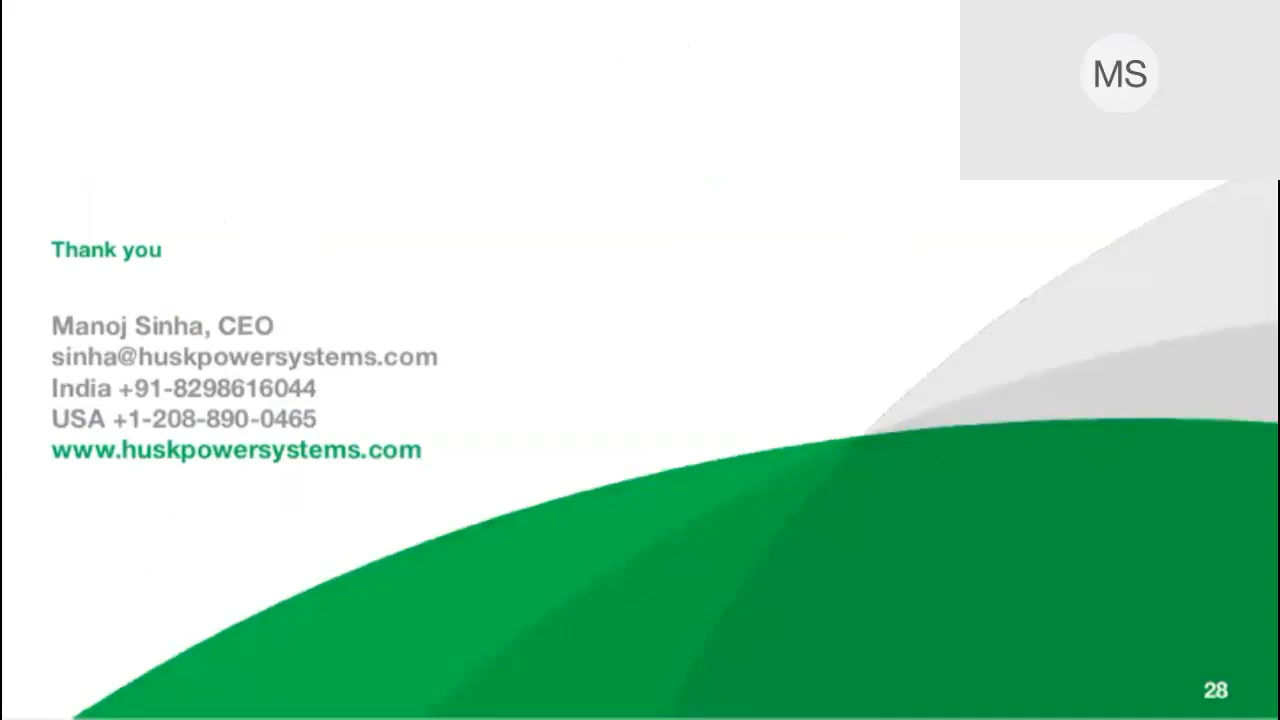 MS
Thank you
Manoj Sinha, CEO
sinha@huskpowersystems.com
India +91-8298616044
USA +1-208-890-0465
www.huskpowersystems.com
28